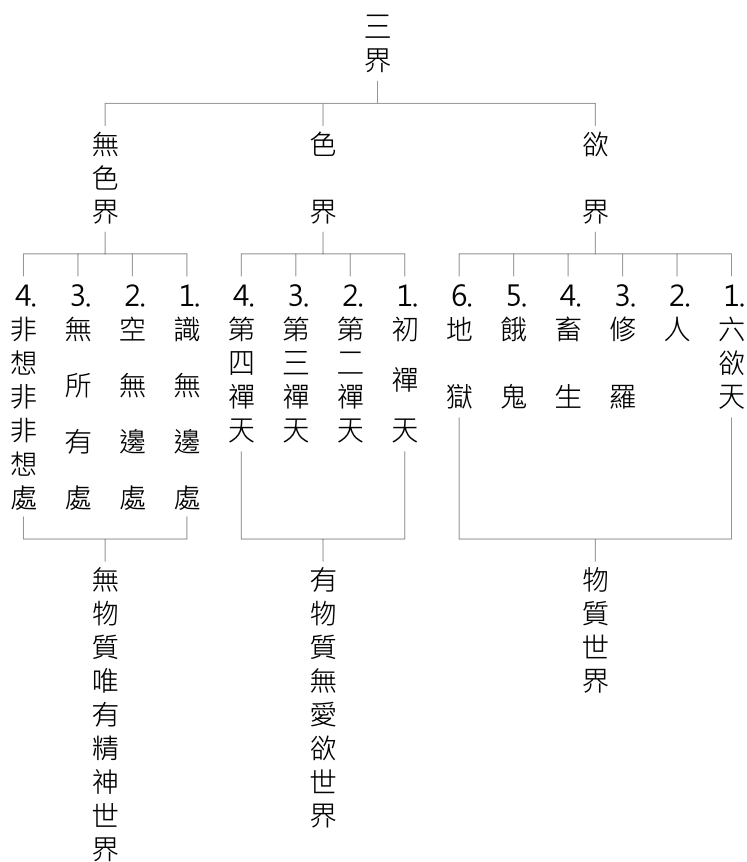 三界
欲界
1.六欲天
2.人
3.修羅
4.畜生
5.餓鬼
6.地獄
物質世界
色界
1.初禪天
2.第二禪天
3.第三禪天
4.第四禪天
有物質無愛欲世界
無色界
1.識無邊處
2.空無邊處
3.無所有處
4.非想非非想處
無物質唯有精神世界